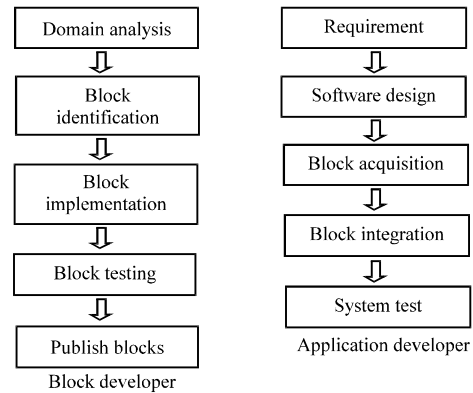 Domain analysis
Block
identification
Block
implementation
Block testing
Publish blocks
Block developer
Requirement
Software design
Block acquisition
Block integration
System test
Application developer